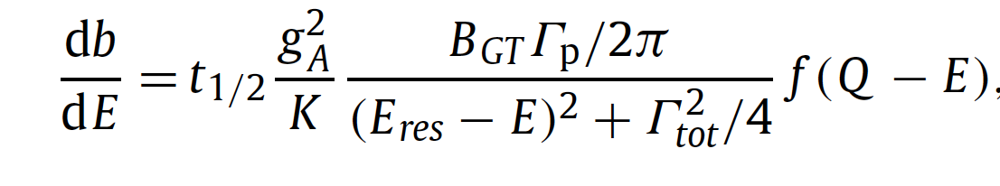 db/dE = t_{1/2} g_A^2/K B_{GT}Γ_p/2π / ((E_{res} − E)^2 + Γ_{tot}^2/4) f(Q − E),